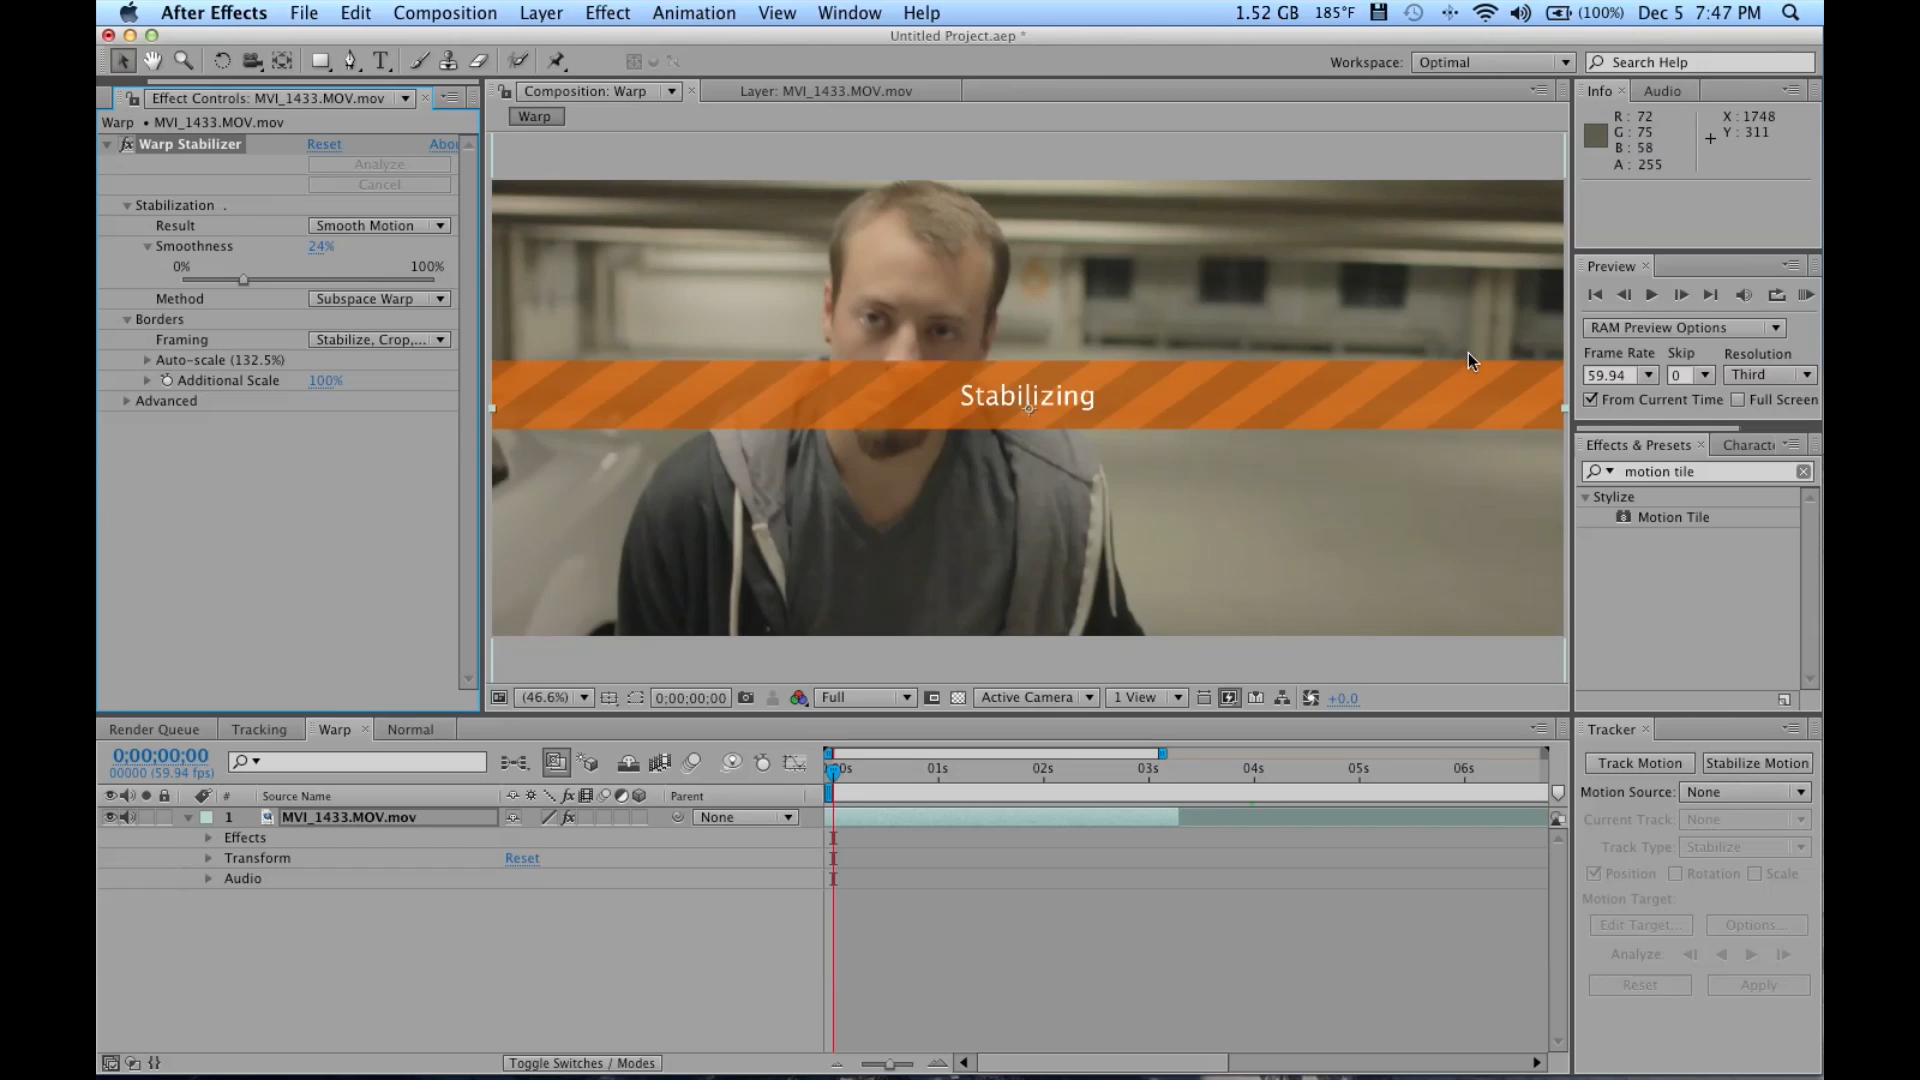 After Effects File Edit Composition Layer Effect Animation View Window Help 1.52 GB 185°F (100%) Dec 5 7:47 PM
Untitled Project.aep *
T Workspace: Optimal Search Help
Effect Controls: MVI_1433.MOV.mov
Warp • MVI_1433.MOV.mov
fx Warp Stabilizer Reset Abou
Analyze
Cancel
Stabilization .
Result Smooth Motion
Smoothness 24%
0% 100%
Method Subspace Warp
Borders
Framing Stabilize, Crop,...
Auto-scale (132.5%)
Additional Scale 100%
Advanced
Composition: Warp Layer: MVI_1433.MOV.mov
Warp
Stabilizing
(46.6%) 0;00;00;00 Full Active Camera 1 View +0.0
Info Audio
R : 72 X : 1748
G : 75 Y : 311
B : 58
A : 255
Preview
RAM Preview Options
Frame Rate Skip Resolution
59.94 0 Third
From Current Time Full Screen
Effects & Presets Characte
motion tile
Stylize
Motion Tile
Render Queue Tracking Warp Normal
0;00;00;00
00000 (59.94 fps)
00s 01s 02s 03s 04s 05s 06s
# Source Name fx Parent
1 MVI_1433.MOV.mov fx None
Effects
Transform Reset
Audio
Toggle Switches / Modes
Tracker
Track Motion Stabilize Motion
Motion Source: None
Current Track: None
Track Type: Stabilize
Position Rotation Scale
Motion Target:
Edit Target... Options...
Analyze:
Reset Apply